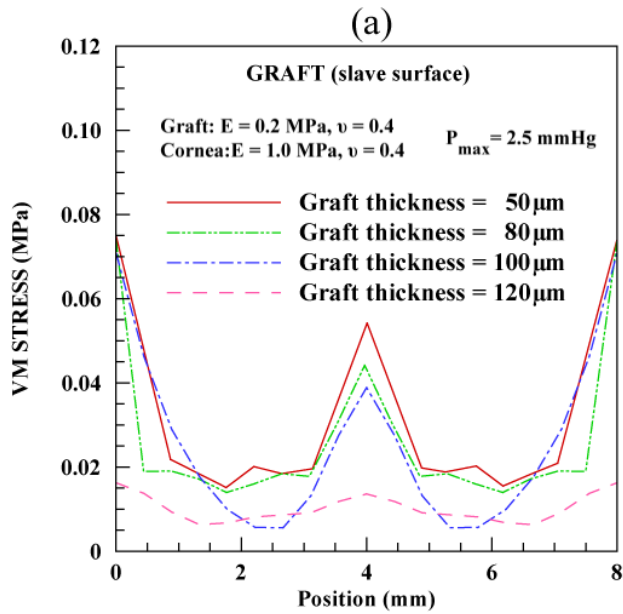 (a)
0.12
GRAFT (slave surface)
0.10
Graft: E = 0.2 MPa, υ = 0.4
Cornea:E = 1.0 MPa, υ = 0.4
P max = 2.5 mmHg
Graft thickness = 50μm
Graft thickness = 80μm
Graft thickness = 100μm
Graft thickness = 120μm
0.08
0.06
0.04
0.02
0
VM STRESS (MPa)
0 2 4 6 8
Position (mm)